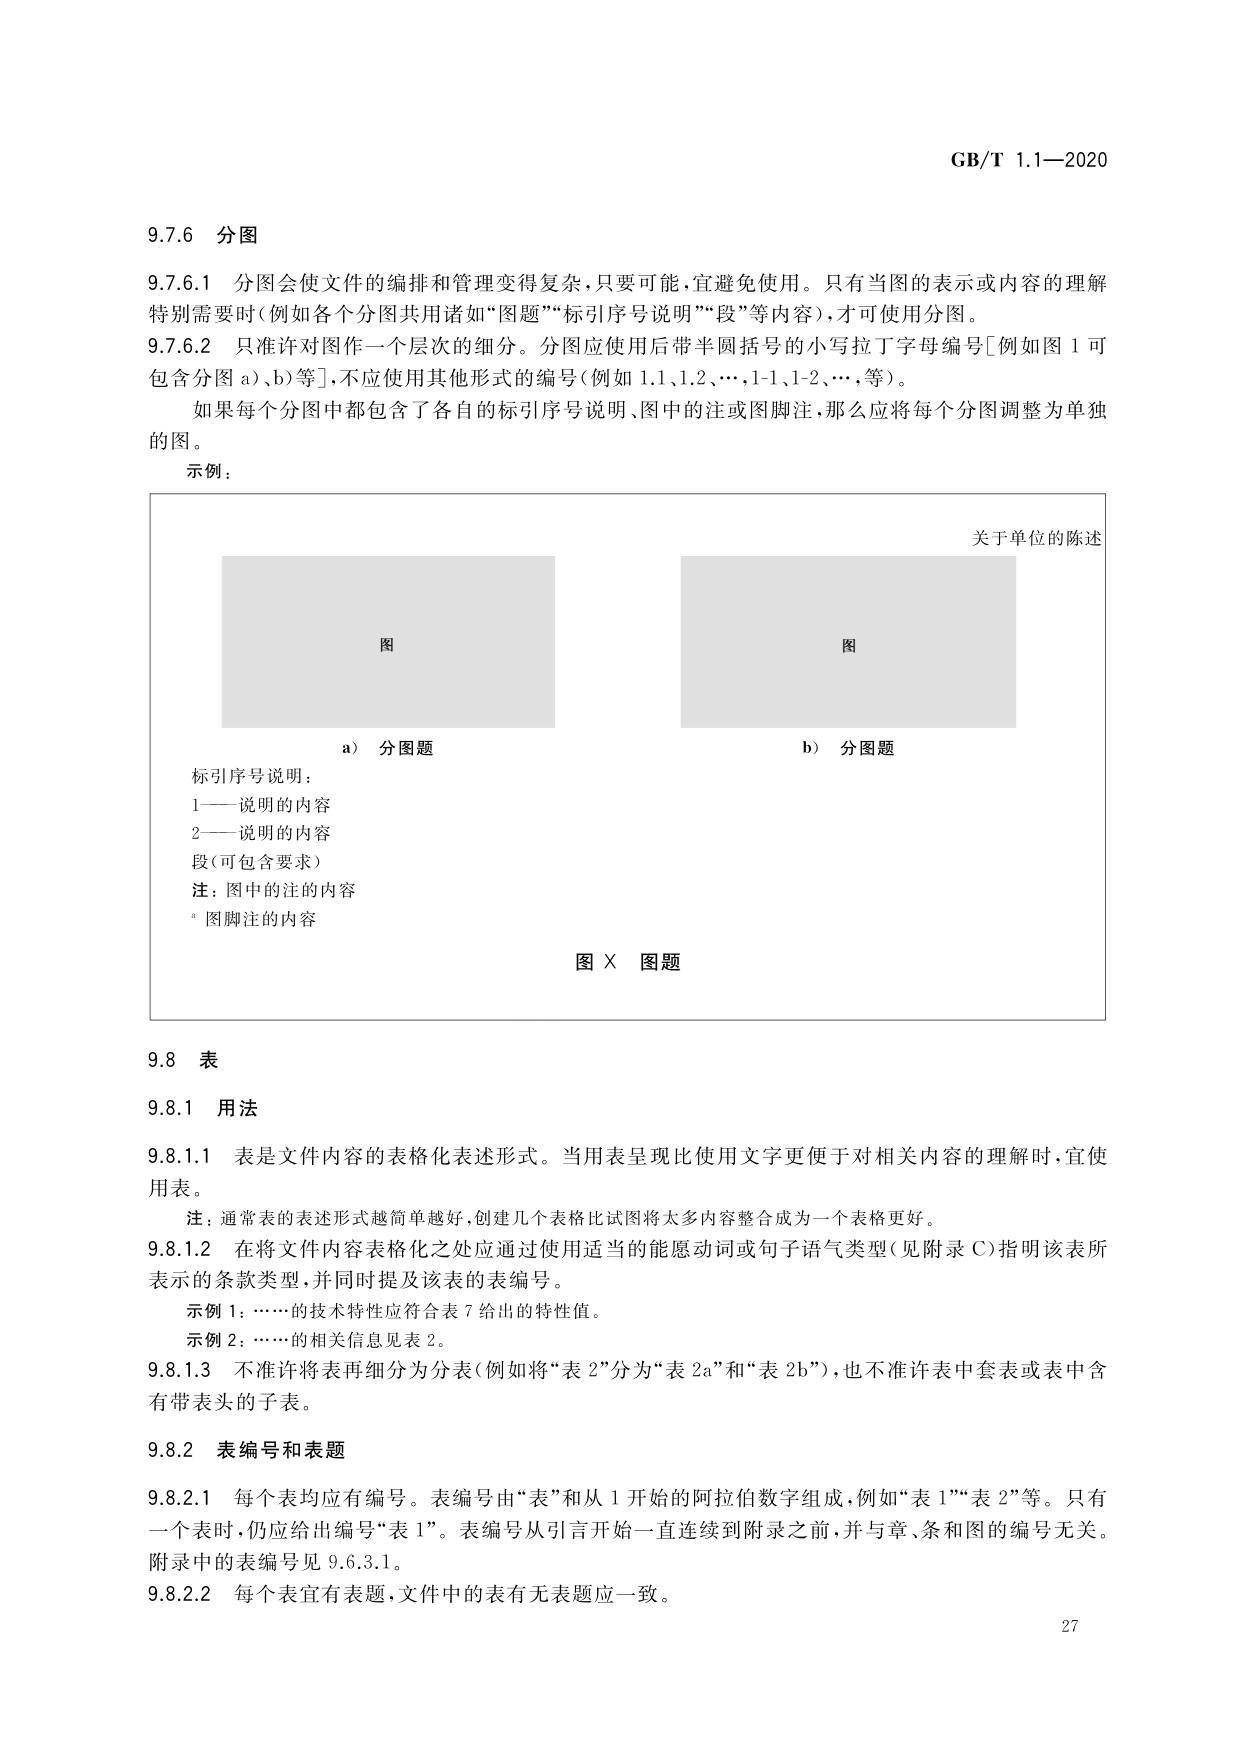 GB/T 1.1—2020
9.7.6 分图
9.7.6.1 分图会使文件的编排和管理变得复杂,只要可能,宜避免使用。只有当图的表示或内容的理解
特别需要时(例如各个分图共用诸如“图题”“标引序号说明”“段”等内容),才可使用分图。
9.7.6.2 只准许对图作一个层次的细分。分图应使用后带半圆括号的小写拉丁字母编号[例如图 1 可
包含分图 a)、b)等],不应使用其他形式的编号(例如 1.1、1.2、…,1-1、1-2、…,等)。
如果每个分图中都包含了各自的标引序号说明、图中的注或图脚注,那么应将每个分图调整为单独
的图。
示例:
关于单位的陈述
图 图
a) 分图题 b) 分图题
标引序号说明:
1——说明的内容
2——说明的内容
段(可包含要求)
注: 图中的注的内容
ᵃ 图脚注的内容
图 X 图题
9.8 表
9.8.1 用法
9.8.1.1 表是文件内容的表格化表述形式。当用表呈现比使用文字更便于对相关内容的理解时,宜使
用表。
注: 通常表的表述形式越简单越好,创建几个表格比试图将太多内容整合成为一个表格更好。
9.8.1.2 在将文件内容表格化之处应通过使用适当的能愿动词或句子语气类型(见附录 C)指明该表所
表示的条款类型,并同时提及该表的表编号。
示例 1: ……的技术特性应符合表 7 给出的特性值。
示例 2: ……的相关信息见表 2。
9.8.1.3 不准许将表再细分为分表(例如将“表 2”分为“表 2a”和“表 2b”),也不准许表中套表或表中含
有带表头的子表。
9.8.2 表编号和表题
9.8.2.1 每个表均应有编号。表编号由“表”和从 1 开始的阿拉伯数字组成,例如“表 1”“表 2”等。只有
一个表时,仍应给出编号“表 1”。表编号从引言开始一直连续到附录之前,并与章、条和图的编号无关。
附录中的表编号见 9.6.3.1。
9.8.2.2 每个表宜有表题,文件中的表有无表题应一致。
27